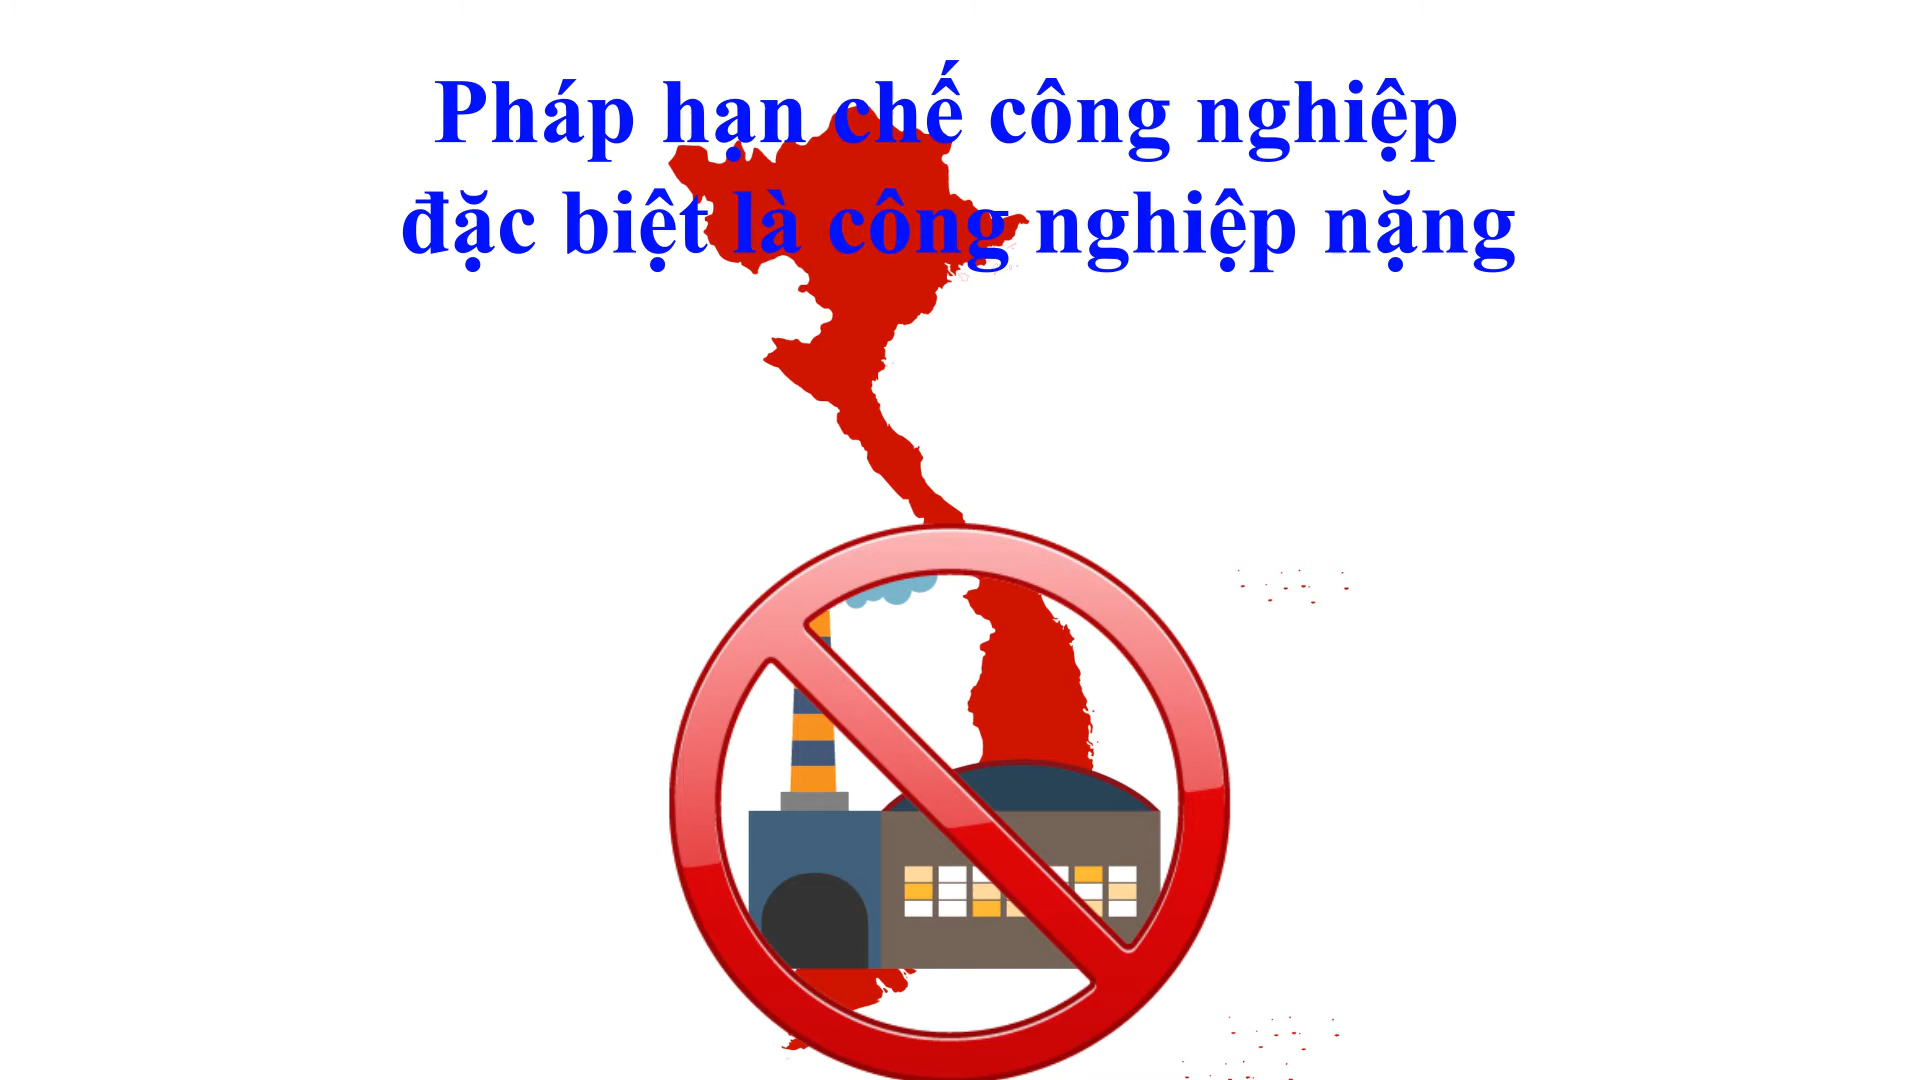 Pháp hạn chế công nghiệp
đặc biệt là công nghiệp nặng